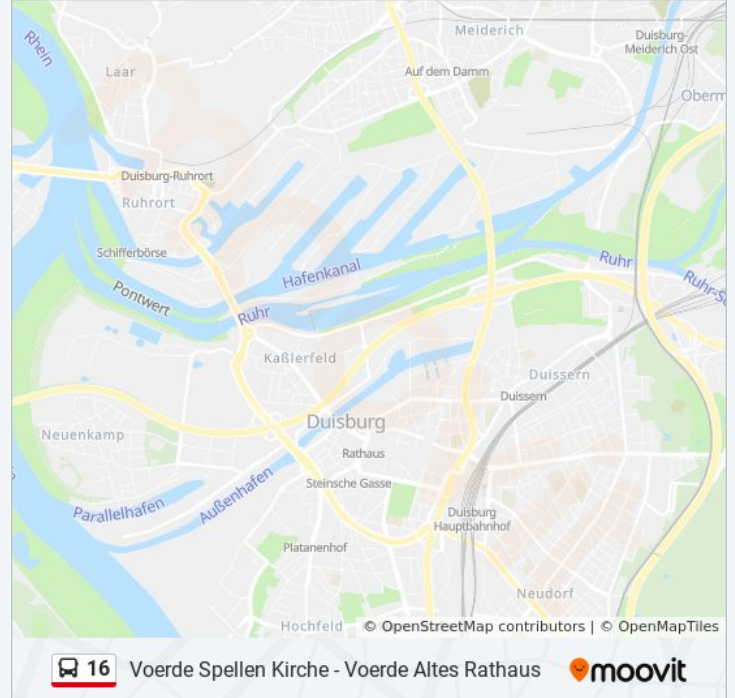 Rhein
Meiderich
Duisburg-
Meiderich Ost
Laar
Auf dem Damm
Oberm
Duisburg-Ruhrort
Ruhrort
Schifferbörse
Hafenkanal
Ruhr
Ruhr-S
Pontwert
Ruhr
Kaßlerfeld
Duissern
Duissern
Duisburg
Neuenkamp
Rathaus
Steinsche Gasse
Außenhafen
Parallelhafen
Duisburg
Hauptbahnhof
Platanenhof
Neudorf
Hochfeld
© OpenStreetMap contributors | © OpenMapTiles
16 Voerde Spellen Kirche - Voerde Altes Rathaus moovit